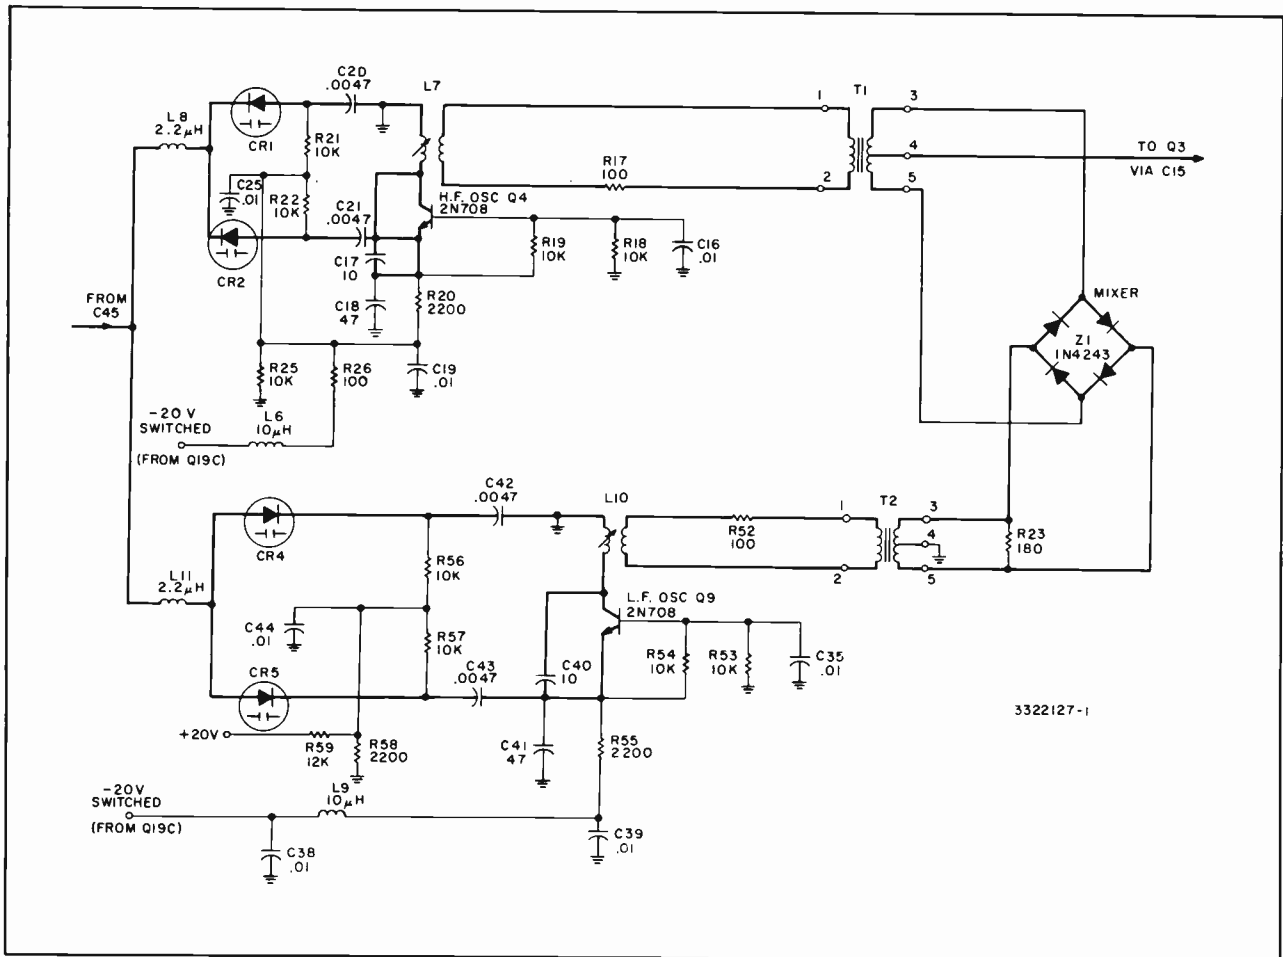 C2D
.0047
L7
T1
1
3
L8
2.2µH
CR1
R21
10K
4
TO Q3
VIA C15
R17
100
2
5
C25
.01
R22
10K
C21
.0047
H.F. OSC Q4
2N708
CR2
C17
10
R19
10K
R18
10K
C16
.01
FROM
C45
C18
47
R20
2200
MIXER
Z1
1N4243
R25
10K
R26
100
C19
.01
-20V
SWITCHED
(FROM Q19C)
L6
10µH
C42
.0047
L10
1
T2
3
CR4
R52
100
4
R23
180
R56
10K
2
5
L11
2.2µH
L.F. OSC Q9
2N708
C44
.01
R57
10K
C43
.0047
C40
10
R54
10K
R53
10K
C35
.01
CR5
3322127-1
+20V
R59
12K
R58
2200
C41
47
R55
2200
-20V
SWITCHED
(FROM Q19C)
L9
10µH
C38
.01
C39
.01